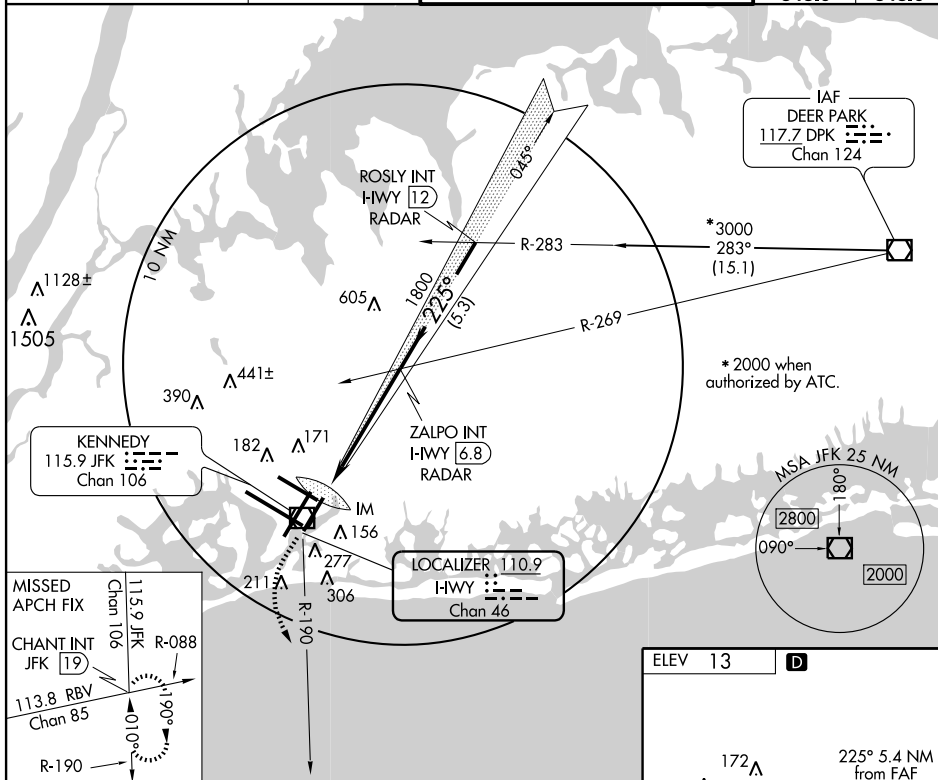 IAF
DEER PARK
117.7 DPK
Chan 124
ROSLY INT
I-IWY 12
RADAR
045°
10 NM
R-283
*3000
283°
(15.1)
1128±
1505
605
1800
225°
(5.3)
R-269
* 2000 when
authorized by ATC.
441±
390
KENNEDY
115.9 JFK
Chan 106
182
171
ZALPO INT
I-IWY 6.8
RADAR
IM
156
277
211
306
R-190
LOCALIZER 110.9
I-IWY
Chan 46
MSA JFK 25 NM
180°
2800
090°
2000
MISSED
APCH FIX
115.9 JFK
Chan 106
CHANT INT
JFK 19
R-088
113.8 RBV
Chan 85
190°
010°
R-190
ELEV 13
D
172
225° 5.4 NM
from FAF